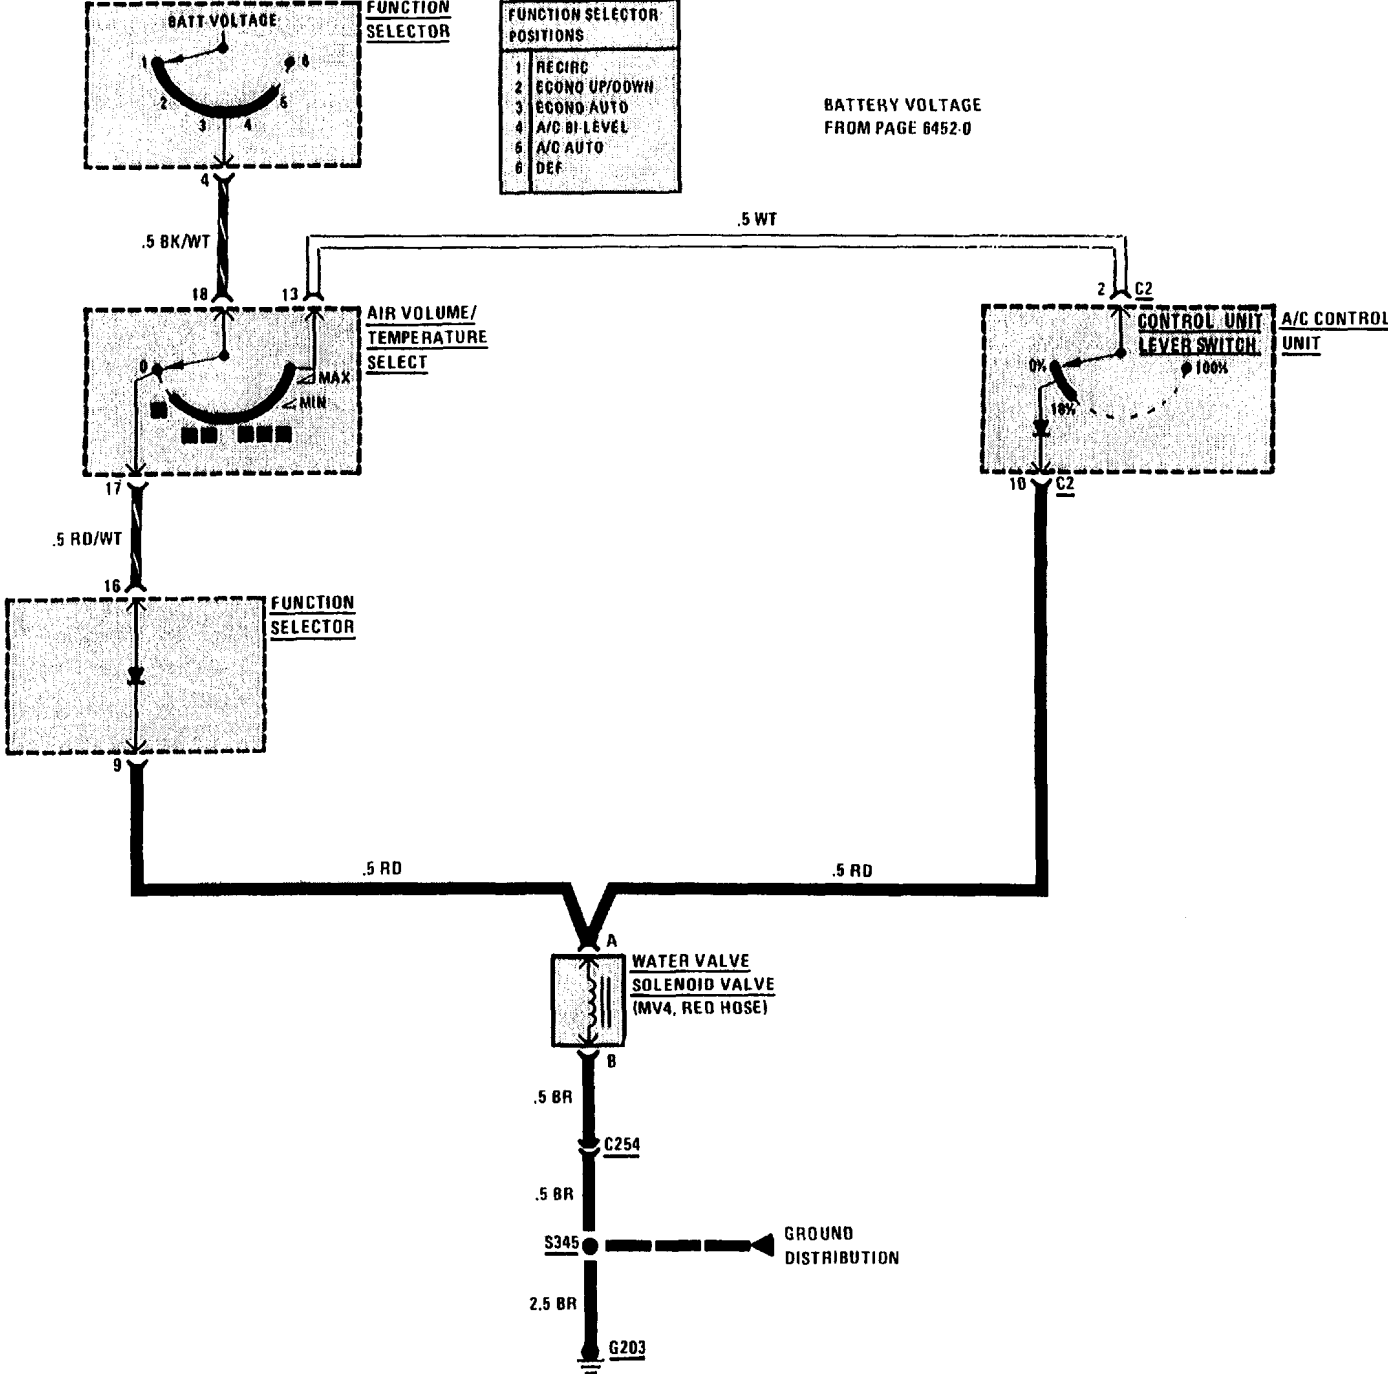 FUNCTION
SELECTOR
BATT VOLTAGE
1
2
3
4
5
6
4
FUNCTION SELECTOR
POSITIONS
1 RECIRC
2 ECONO UP/DOWN
3 ECONO AUTO
4 A/C BI-LEVEL
5 A/C AUTO
6 DEF
BATTERY VOLTAGE
FROM PAGE 6452-0
.5 BK/WT
.5 WT
18
13
AIR VOLUME/
TEMPERATURE
SELECT
0
MAX
MIN
17
2 C2
CONTROL UNIT
LEVER SWITCH
A/C CONTROL
UNIT
0%
100%
18%
10 C2
.5 RD/WT
16
FUNCTION
SELECTOR
9
.5 RD
.5 RD
A
WATER VALVE
SOLENOID VALVE
(MV4, RED HOSE)
B
.5 BR
C254
.5 BR
S345
GROUND
DISTRIBUTION
2.5 BR
G203